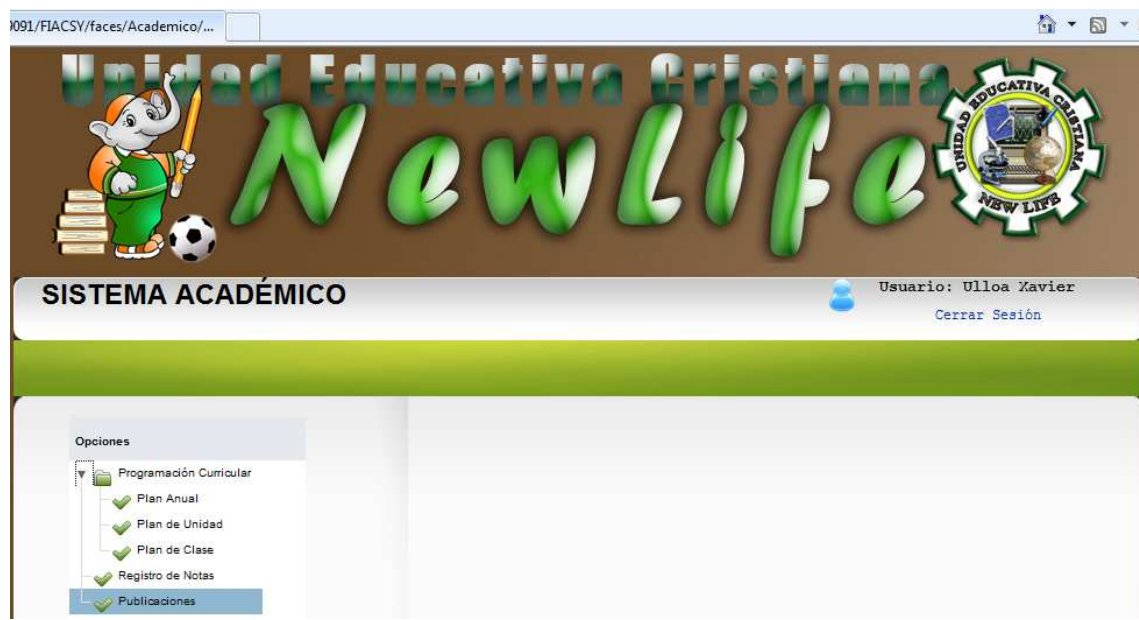 9091/FIACSY/faces/Academico/...
Unidad Educativa Cristiana
NewLife
UNIDAD EDUCATIVA CRISTIANA
NEW LIFE
SISTEMA ACADÉMICO
Usuario: Ulloa Xavier
Cerrar Sesión
Opciones
Programación Curricular
Plan Anual
Plan de Unidad
Plan de Clase
Registro de Notas
Publicaciones